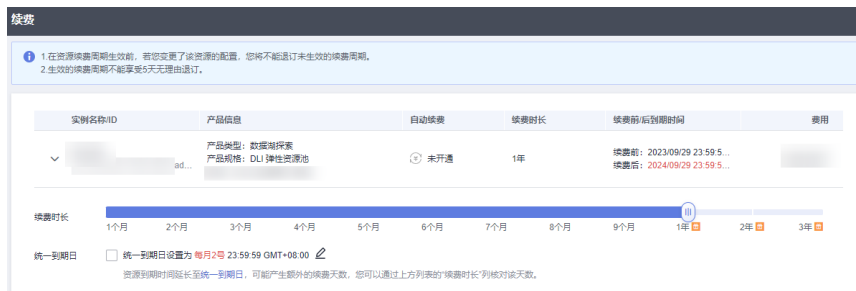 续费
1.在资源续费周期生效前，若您变更了该资源的配置，您将不能退订未生效的续费周期。
2.生效的续费周期不能享受5天无理由退订。
实例名称/ID 产品信息 自动续费 续费时长 续费前/后到期时间 费用
产品类型：数据湖探索
ad... 产品规格：DLI 弹性资源池 未开通 1年 续费前：2023/09/29 23:59:5...
续费后：2024/09/29 23:59:5...
续费时长
1个月 2个月 3个月 4个月 5个月 6个月 7个月 8个月 9个月 1年 2年 3年
统一到期日 统一到期日设置为 每月2号 23:59:59 GMT+08:00
资源到期时间延长至统一到期日，可能产生额外的续费天数，您可以通过上方列表的“续费时长”列核对该天数。